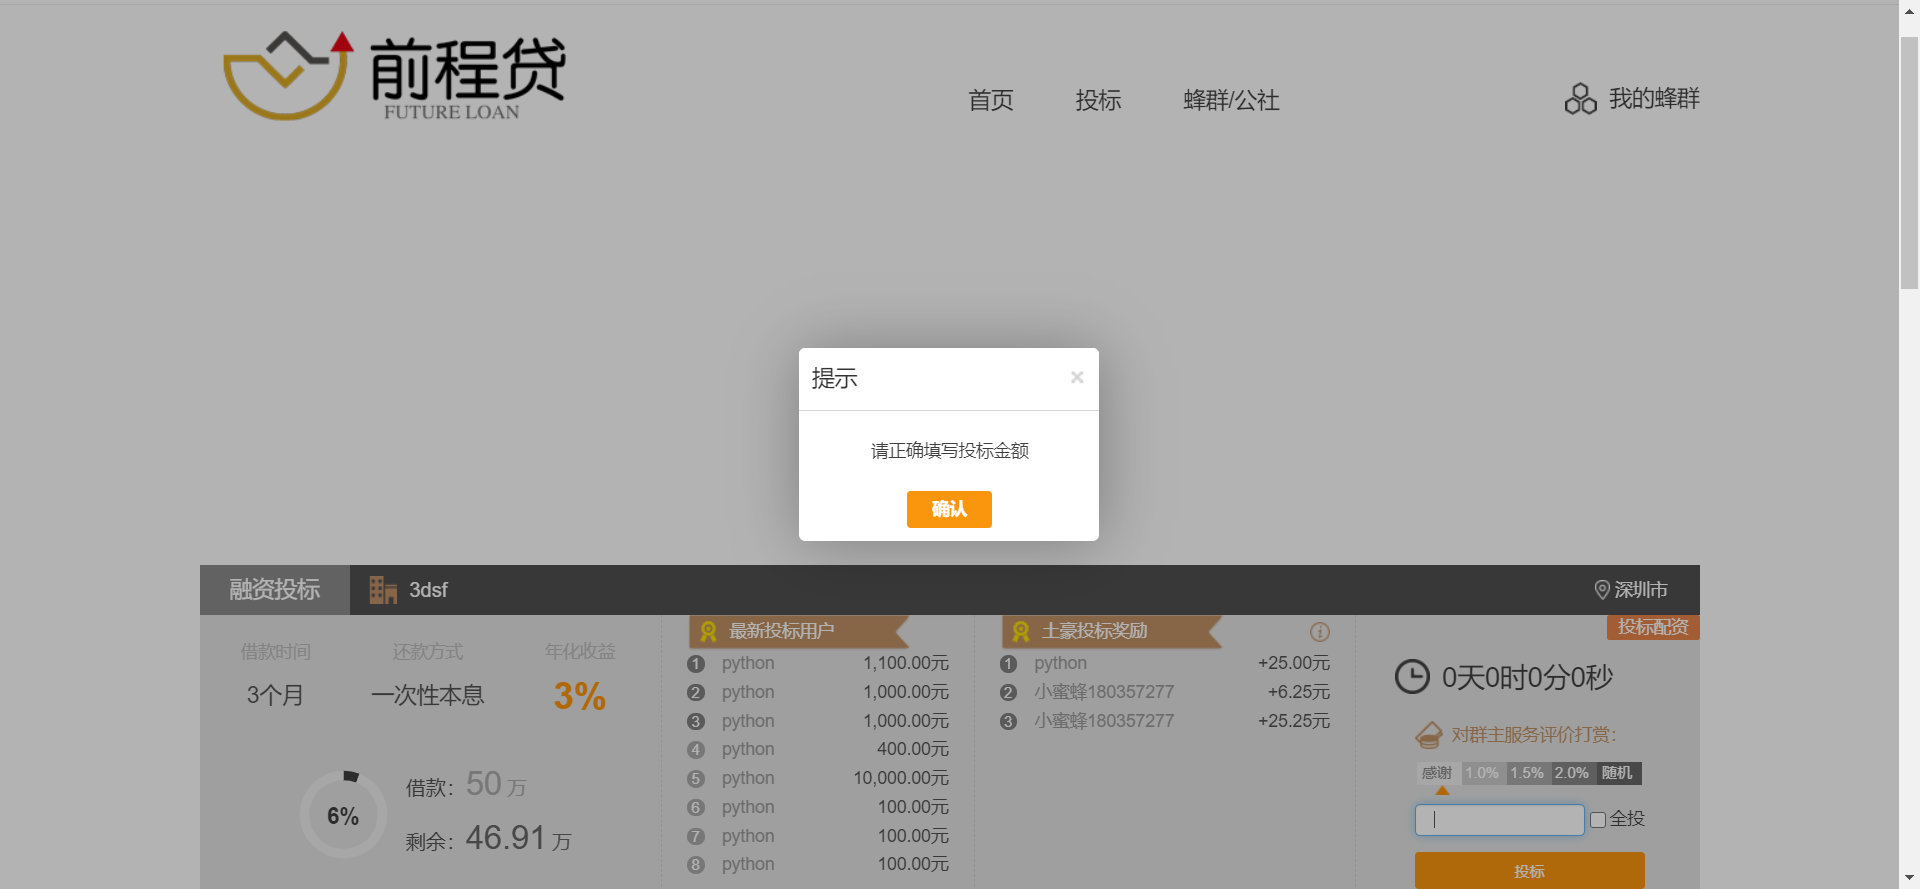 前程贷
FUTURE LOAN
首页 投标 蜂群/公社 我的蜂群
提示 ×
请正确填写投标金额
确认
融资投标 3dsf 深圳市
借款时间 还款方式 年化收益
3个月 一次性本息 3%
6%
借款：50 万
剩余：46.91 万
最新投标用户
1 python 1,100.00元
2 python 1,000.00元
3 python 1,000.00元
4 python 400.00元
5 python 10,000.00元
6 python 100.00元
7 python 100.00元
8 python 100.00元
土豪投标奖励
1 python +25.00元
2 小蜜蜂180357277 +6.25元
3 小蜜蜂180357277 +25.25元
投标配资
0天0时0分0秒
对群主服务评价打赏：
感谢 1.0% 1.5% 2.0% 随机
全投
投标